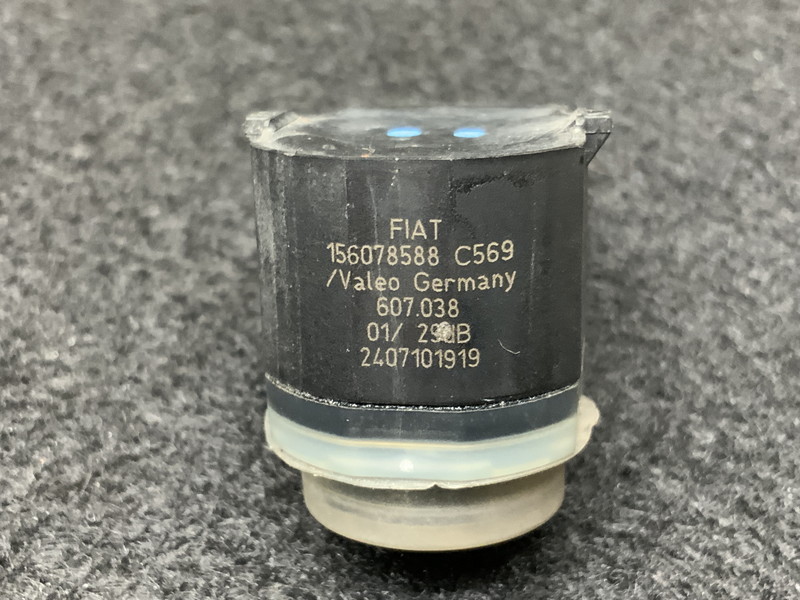 FIAT
156078588 C569
/Valeo Germany
607.038
01/
2407101919